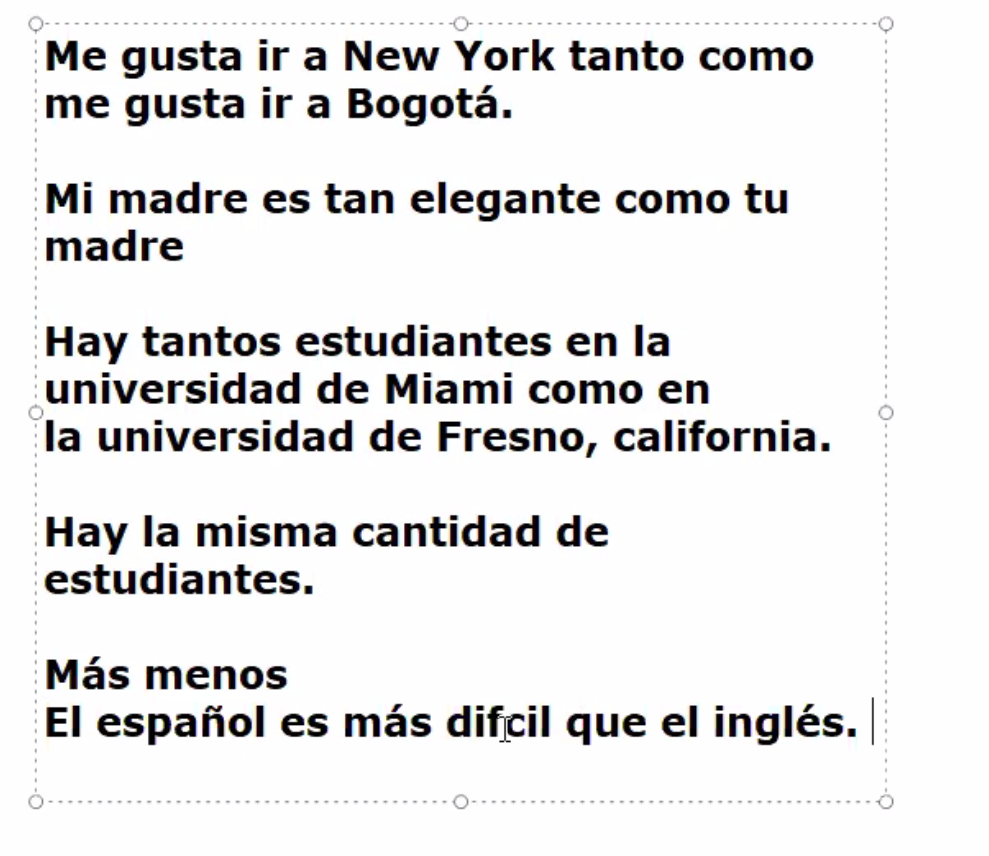 Me gusta ir a New York tanto como
me gusta ir a Bogotá.
Mi madre es tan elegante como tu
madre
Hay tantos estudiantes en la
universidad de Miami como en
la universidad de Fresno, california.
Hay la misma cantidad de
estudiantes.
Más menos
El español es más difcil que el inglés.